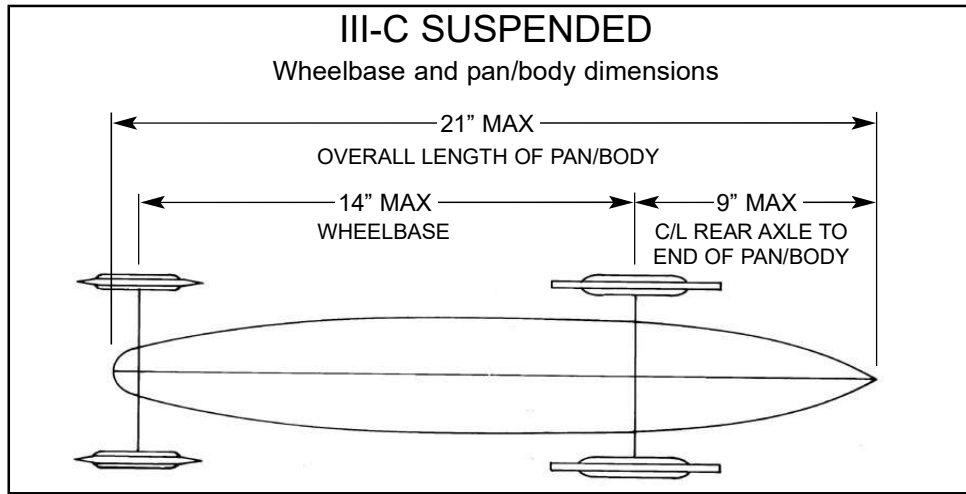 III-C SUSPENDED
Wheelbase and pan/body dimensions
21” MAX
OVERALL LENGTH OF PAN/BODY
14” MAX
WHEELBASE
9” MAX
C/L REAR AXLE TO
END OF PAN/BODY